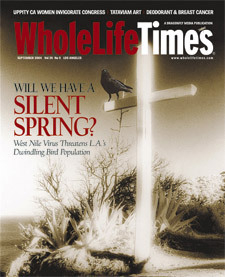 A DRAGONFLY MEDIA PUBLICATION
UPPITY CA WOMEN INVIGORATE CONGRESS TATAVIAM ART DEODORANT & BREAST CANCER
WholeLifeTimes
SEPTEMBER 2004 LOS ANGELES
www.wholelifetimes.com
WILL WE HAVE A
SILENT
SPRING?
West Nile Virus Threatens L.A.'s
Dwindling Bird Population